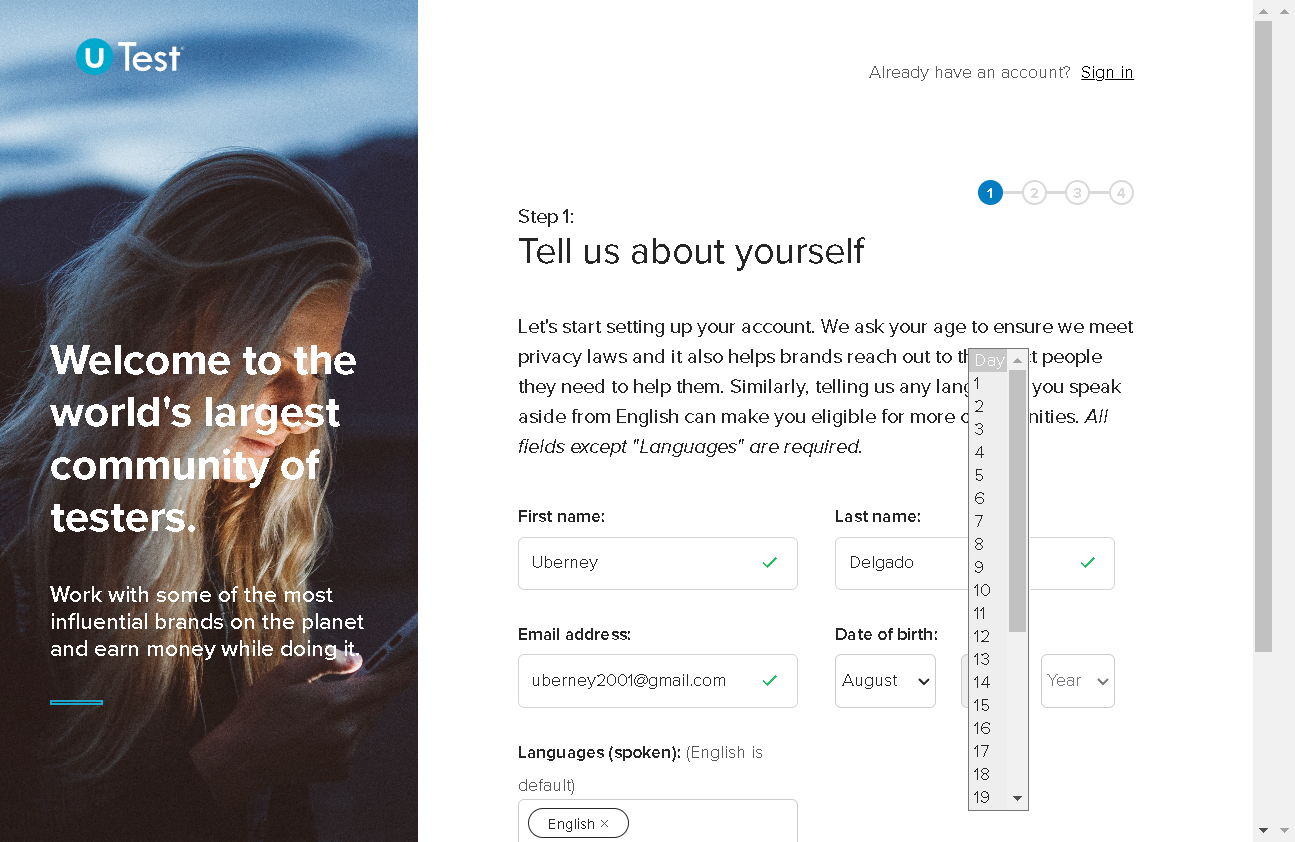 U Test
Already have an account? Sign in
1 2 3 4
Step 1:
Tell us about yourself
Let's start setting up your account. We ask your age to ensure we meet
privacy laws and it also helps brands reach out to th t people
they need to help them. Similarly, telling us any lang you speak
aside from English can make you eligible for more o nities. All
fields except "Languages" are required.
Welcome to the
world's largest
community of
testers.
Work with some of the most
influential brands on the planet
and earn money while doing it.
First name:
Uberney
Last name:
Delgado
Email address:
uberney2001@gmail.com
Date of birth:
August
Year
Day
1
2
3
4
5
6
7
8
9
10
11
12
13
14
15
16
17
18
19
Languages (spoken): (English is
default)
English ×